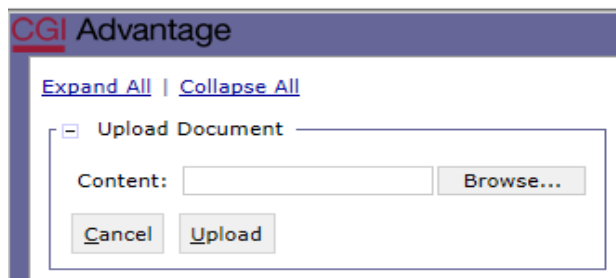 CGI Advantage
Expand All | Collapse All
Upload Document
Content: Browse...
Cancel Upload